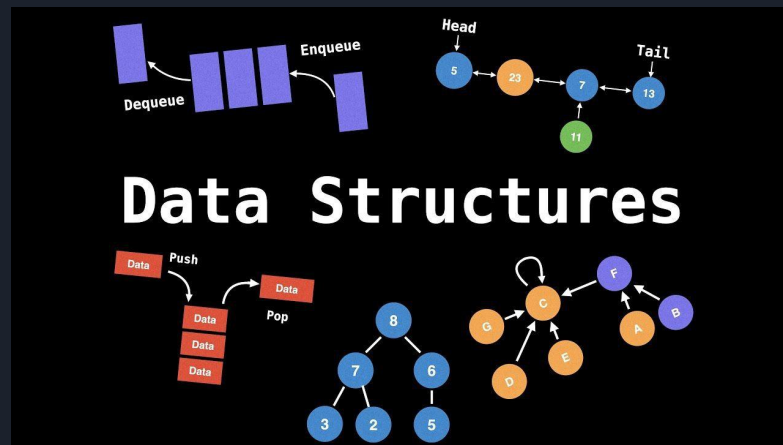 Head
Enqueue
Tail
5
23
7
13
Dequeue
11
Data Structures
Push
Data
Data
Pop
Data
Data
Data
8
7
6
3
2
5
F
C
B
G
A
E
D